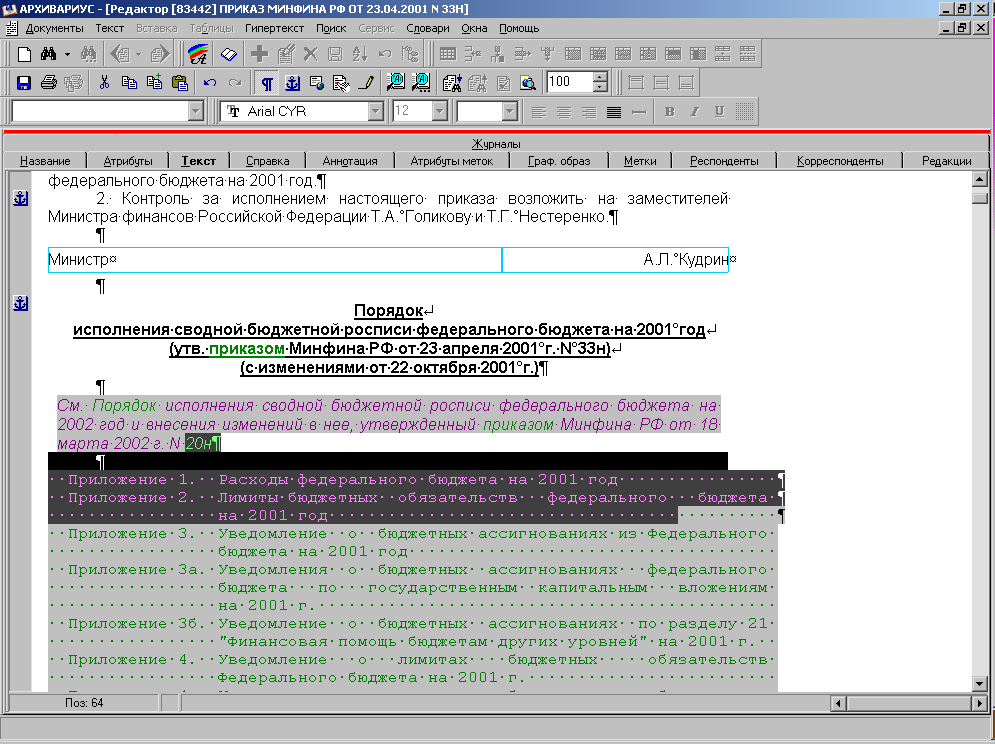 АРХИВАРИУС - [Редактор [83442] ПРИКАЗ МИНФИНА РФ ОТ 23.04.2001 N 33Н]
Документы Текст Вставка Таблицы Гипертекст Поиск Сервис Словари Окна Помощь
100
Arial CYR 12
Журналы
Название Атрибуты Текст Справка Аннотация Атрибуты меток Граф. образ Метки Респонденты Корреспонденты Редакции
федерального·бюджета·на·2001·год.¶
2.· Контроль· за· исполнением· настоящего· приказа· возложить· на· заместителей·
Министра·финансов·Российской·Федерации·Т.А.°Голикову·и·Т.Г.°Нестеренко.¶
¶
Министр¤ А.Л.°Кудрин¤
¶
Порядок↵
исполнения·сводной·бюджетной·росписи·федерального·бюджета·на·2001°год↵
(утв.·приказом·Минфина·РФ·от·23·апреля·2001°г.·N°33н)↵
(с·изменениями·от·22·октября·2001°г.)¶
¶
См.· Порядок· исполнения· сводной· бюджетной· росписи· федерального· бюджета· на·
2002·год·и·внесения·изменений·в·нее,·утвержденный·приказом·Минфина·РФ·от· 18·
марта·2002·г.·N·20н¶
¶
··Приложение·1.··Расходы·федерального·бюджета·на·2001·год················¶
··Приложение·2.··Лимиты·бюджетных··обязательств···федерального···бюджета·¶
·················на·2001·год·············································¶
··Приложение·3.··Уведомление··о··бюджетных·ассигнованиях·из·Федерального·
·················бюджета·на·2001·год·····································
··Приложение·3а.·Уведомления··о··бюджетных·ассигнованиях···федерального··
·················бюджета···по···государственным··капитальным··вложениям·
·················на·2001·г.··············································
··Приложение·3б.·Уведомление··о··бюджетных··ассигнованиях··по·разделу·21·
·················"Финансовая·помощь·бюджетам·других·уровней"·на·2001·г.··
··Приложение·4.··Уведомление···о···лимитах····бюджетных·····обязательств·
·················Федерального·бюджета·на·2001·г.·························
Поз: 64